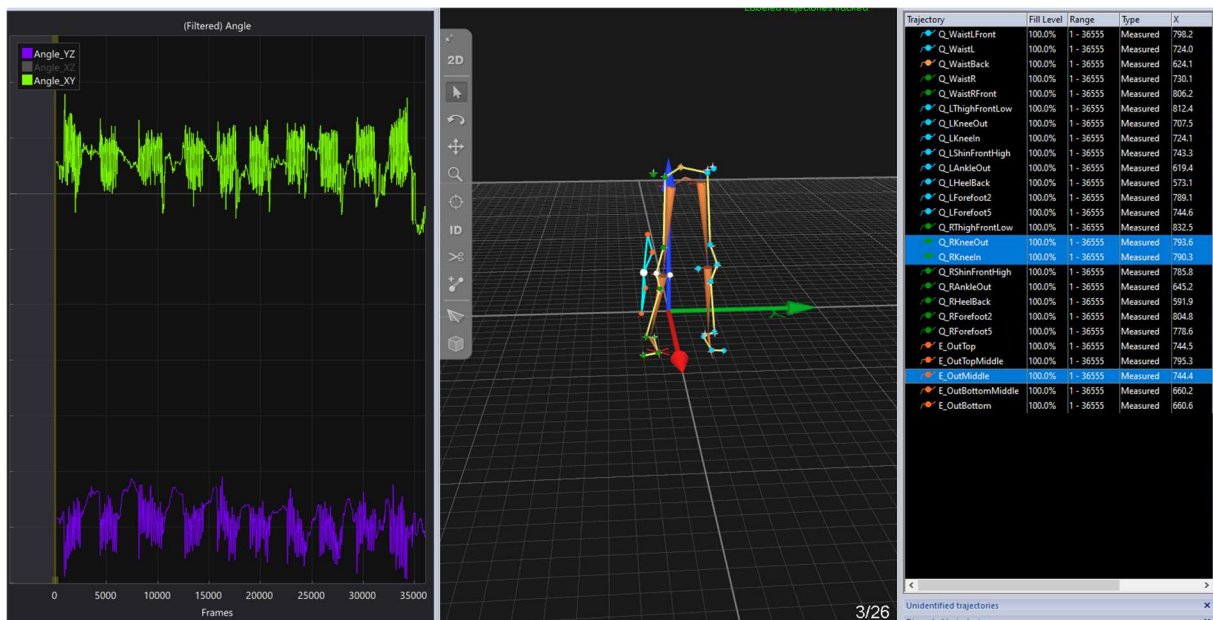 (Filtered) Angle
Angle_YZ
Angle_XZ
Angle_XY
0 5000 10000 15000 20000 25000 30000 35000
Frames
Labeled trajectories tracked
2D
ID
3/26
Trajectory Fill Level Range Type X
Q_WaistLFront 100.0% 1 - 36555 Measured 798.2
Q_WaistL 100.0% 1 - 36555 Measured 724.0
Q_WaistBack 100.0% 1 - 36555 Measured 624.1
Q_WaistR 100.0% 1 - 36555 Measured 730.1
Q_WaistRFront 100.0% 1 - 36555 Measured 806.2
Q_LThighFrontLow 100.0% 1 - 36555 Measured 812.4
Q_LKneeOut 100.0% 1 - 36555 Measured 707.5
Q_LKneeIn 100.0% 1 - 36555 Measured 724.1
Q_LShinFrontHigh 100.0% 1 - 36555 Measured 743.3
Q_LAnkleOut 100.0% 1 - 36555 Measured 619.4
Q_LHeelBack 100.0% 1 - 36555 Measured 573.1
Q_LForefoot2 100.0% 1 - 36555 Measured 789.1
Q_LForefoot5 100.0% 1 - 36555 Measured 744.6
Q_RThighFrontLow 100.0% 1 - 36555 Measured 832.5
Q_RKneeOut 100.0% 1 - 36555 Measured 793.6
Q_RKneeIn 100.0% 1 - 36555 Measured 790.3
Q_RShinFrontHigh 100.0% 1 - 36555 Measured 785.8
Q_RAnkleOut 100.0% 1 - 36555 Measured 645.2
Q_RHeelBack 100.0% 1 - 36555 Measured 591.9
Q_RForefoot2 100.0% 1 - 36555 Measured 804.8
Q_RForefoot5 100.0% 1 - 36555 Measured 778.6
E_OutTop 100.0% 1 - 36555 Measured 744.5
E_OutTopMiddle 100.0% 1 - 36555 Measured 795.3
E_OutMiddle 100.0% 1 - 36555 Measured 744.4
E_OutBottomMiddle 100.0% 1 - 36555 Measured 660.2
E_OutBottom 100.0% 1 - 36555 Measured 660.6
Unidentified trajectories